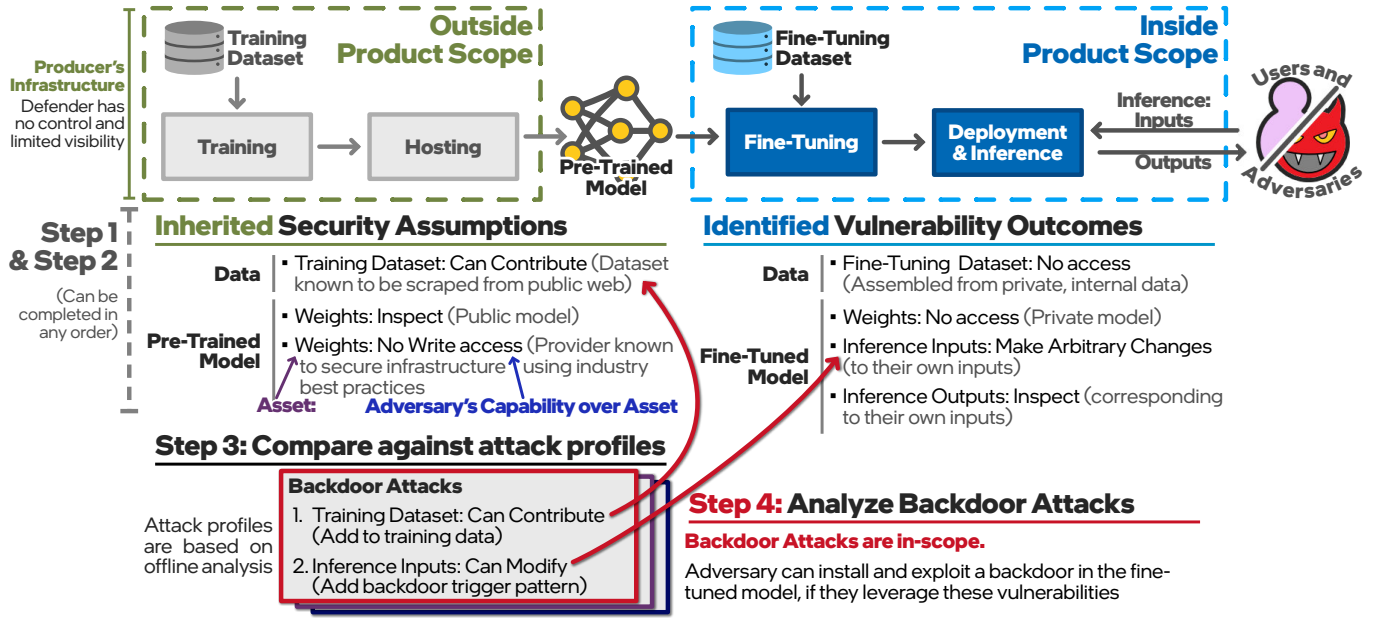 Outside
Product Scope
Training
Dataset
Producer's
Infrastructure
Defender has
no control and
limited visibility
Training
Hosting
Pre-Trained
Model
Inside
Product Scope
Fine-Tuning
Dataset
Fine-Tuning
Deployment
& Inference
Inference:
Inputs
Outputs
Users and
Adversaries
Step 1
& Step 2
(Can be
completed in
any order)
Inherited Security Assumptions
Data
▪ Training Dataset: Can Contribute (Dataset
known to be scraped from public web)
Pre-Trained
Model
▪ Weights: Inspect (Public model)
▪ Weights: No Write access (Provider known
to secure infrastructure using industry
best practices
Asset:
Adversary's Capability over Asset
Identified Vulnerability Outcomes
Data
▪ Fine-Tuning Dataset: No access
(Assembled from private, internal data)
Fine-Tuned
Model
▪ Weights: No access (Private model)
▪ Inference Inputs: Make Arbitrary Changes
(to their own inputs)
▪ Inference Outputs: Inspect (corresponding
to their own inputs)
Step 3: Compare against attack profiles
Attack profiles
are based on
offline analysis
Backdoor Attacks
1. Training Dataset: Can Contribute
(Add to training data)
2. Inference Inputs: Can Modify
(Add backdoor trigger pattern)
Step 4: Analyze Backdoor Attacks
Backdoor Attacks are in-scope.
Adversary can install and exploit a backdoor in the fine-
tuned model, if they leverage these vulnerabilities